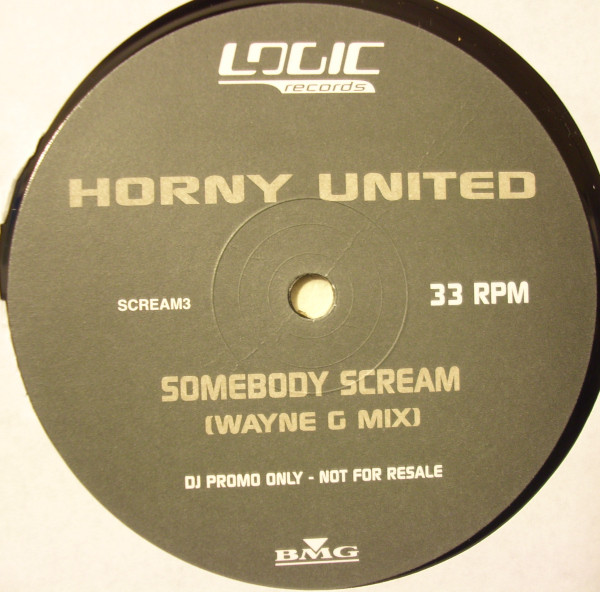 LOGIC
records
HORNY UNITED
SCREAM3
33 RPM
SOMEBODY SCREAM
(WAYNE G MIX)
DJ PROMO ONLY - NOT FOR RESALE
BMG